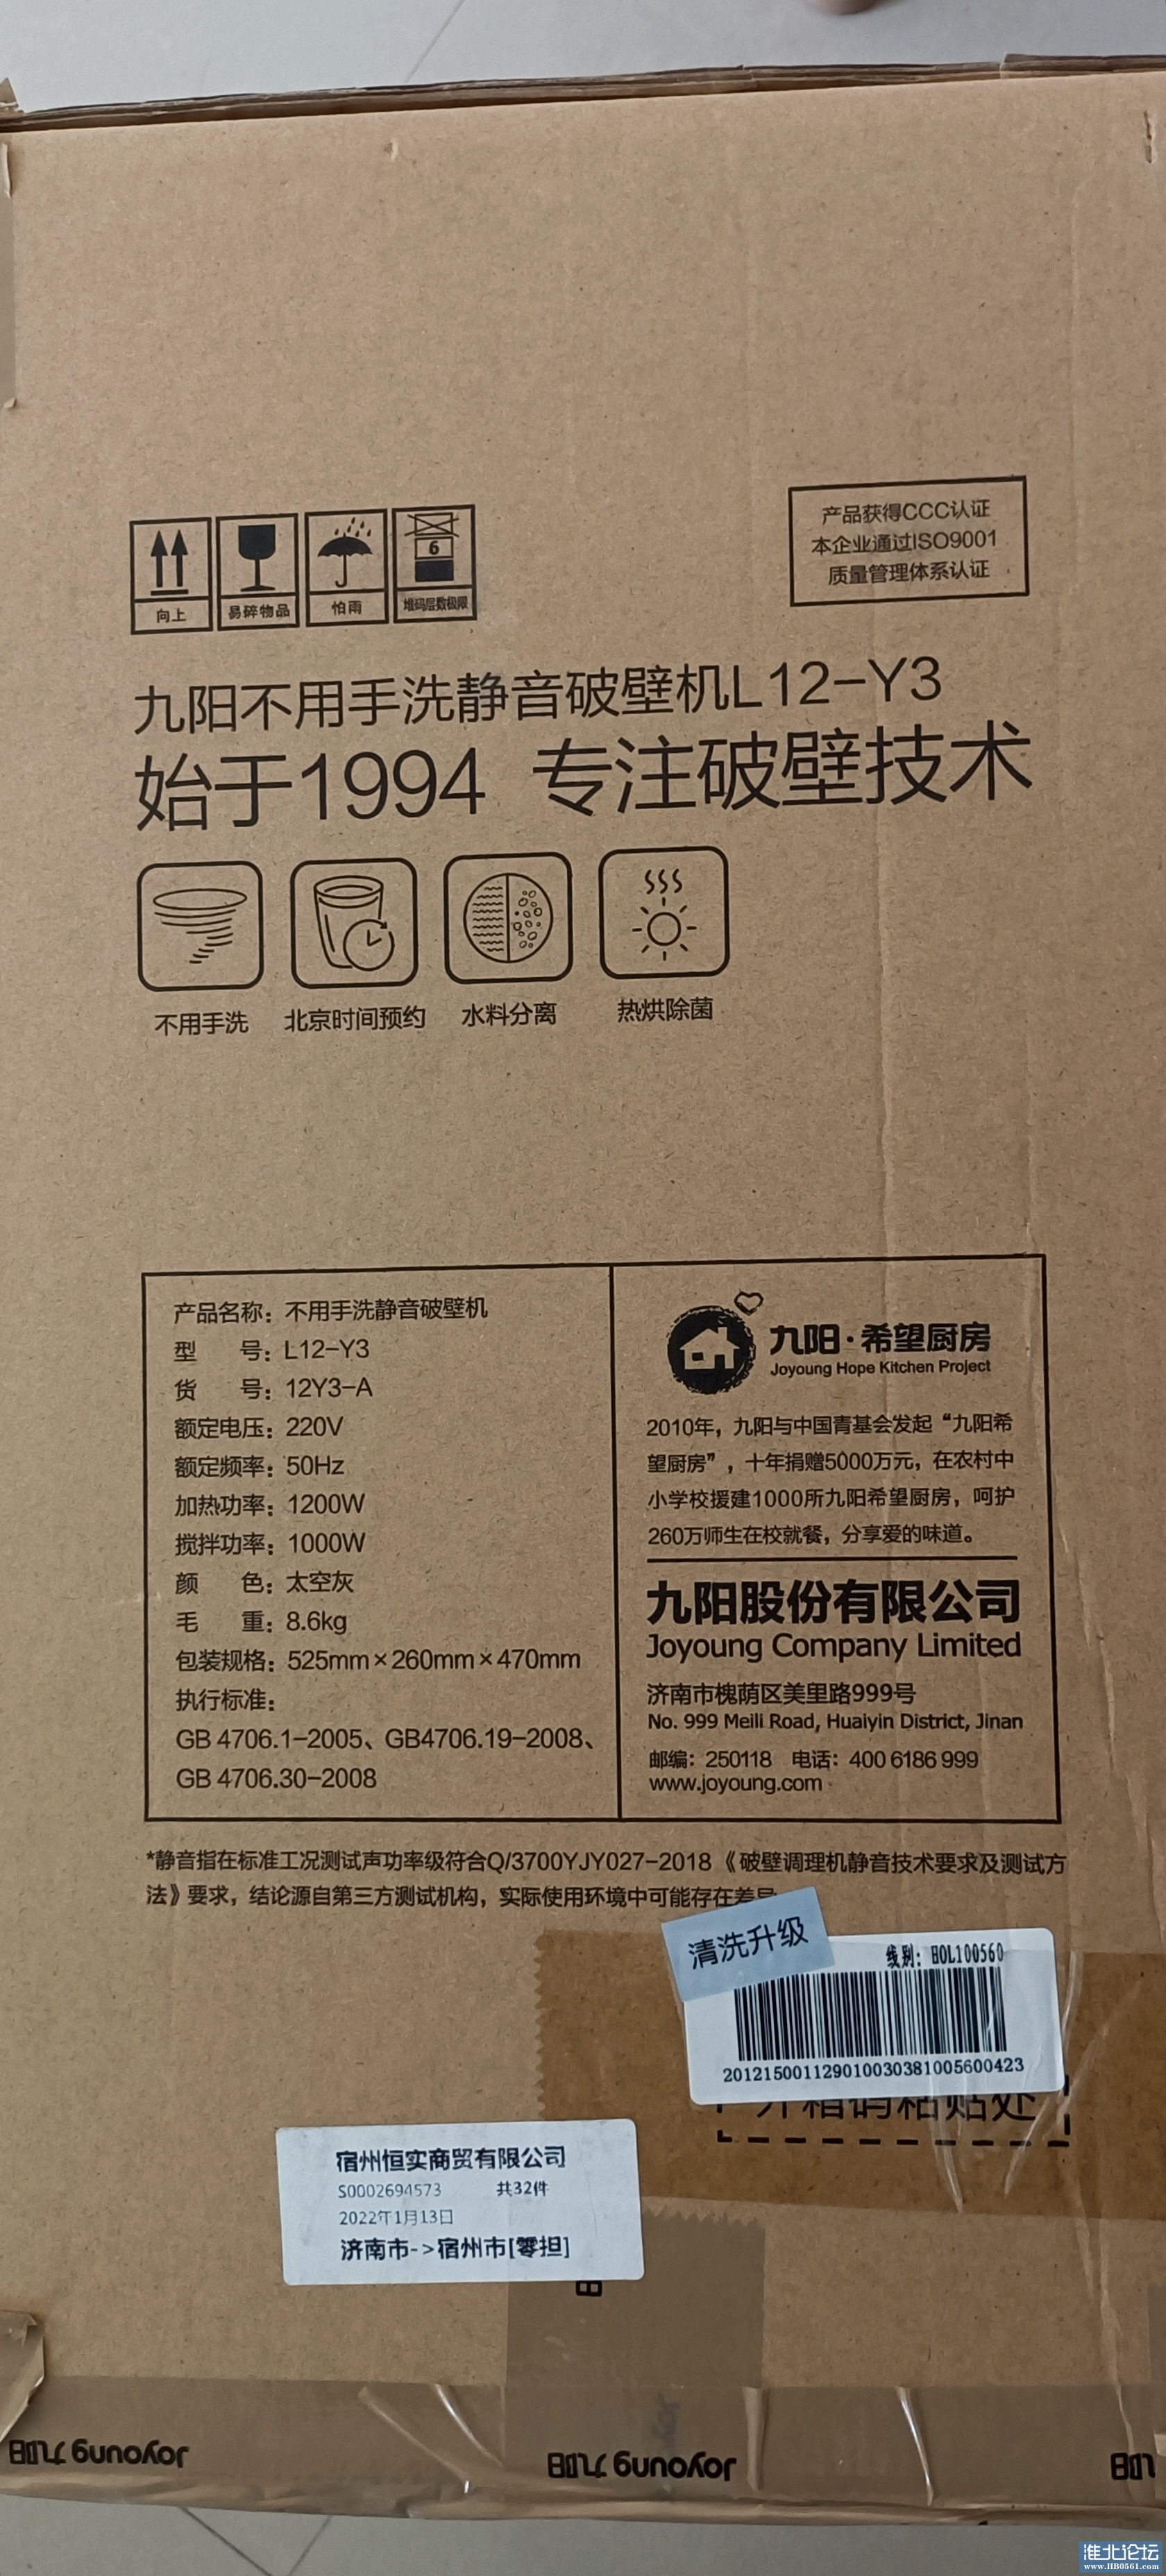 向上
易碎物品
怕雨
6
堆码层数极限
产品获得CCC认证
本企业通过ISO9001
质量管理体系认证
九阳不用手洗静音破壁机L12-Y3
始于1994 专注破壁技术
不用手洗
北京时间预约
水料分离
热烘除菌
产品名称：不用手洗静音破壁机
型 号：L12-Y3
货 号：12Y3-A
额定电压：220V
额定频率：50Hz
加热功率：1200W
搅拌功率：1000W
颜 色：太空灰
毛 重：8.6kg
包装规格：525mm×260mm×470mm
执行标准：
GB 4706.1-2005、GB4706.19-2008、
GB 4706.30-2008
九阳·希望厨房
Joyoung Hope Kitchen Project
2010年，九阳与中国青基会发起“九阳希
望厨房”，十年捐赠5000万元，在农村中
小学校援建1000所九阳希望厨房，呵护
260万师生在校就餐，分享爱的味道。
九阳股份有限公司
Joyoung Company Limited
济南市槐荫区美里路999号
No. 999 Meili Road, Huaiyin District, Jinan
邮编：250118 电话：400 6186 999
www.joyoung.com
*静音指在标准工况测试声功率级符合Q/3700YJY027-2018《破壁调理机静音技术要求及测试方
法》要求，结论源自第三方测试机构，实际使用环境中可能存在差异
清洗升级
线别：HOL100560
201215001129010030381005600423
开箱码粘贴处
宿州恒实商贸有限公司
S0002694573 共32件
2022年1月13日
济南市->宿州市[零担]
Joyoung 九阳
Joyoung 九阳
淮北论坛
www.HB0561.com